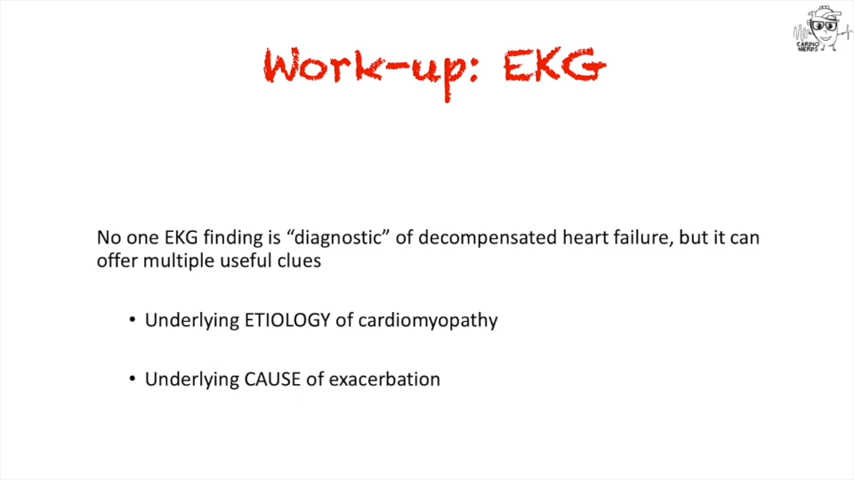 CARDIO
NERDS
Work-up: EKG
No one EKG finding is “diagnostic” of decompensated heart failure, but it can
offer multiple useful clues
• Underlying ETIOLOGY of cardiomyopathy
• Underlying CAUSE of exacerbation